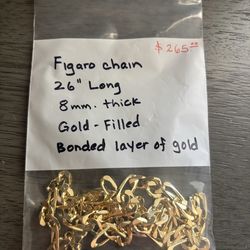 $265.00
Figaro chain
26" Long
8mm. thick
Gold-Filled
Bonded layer of gold